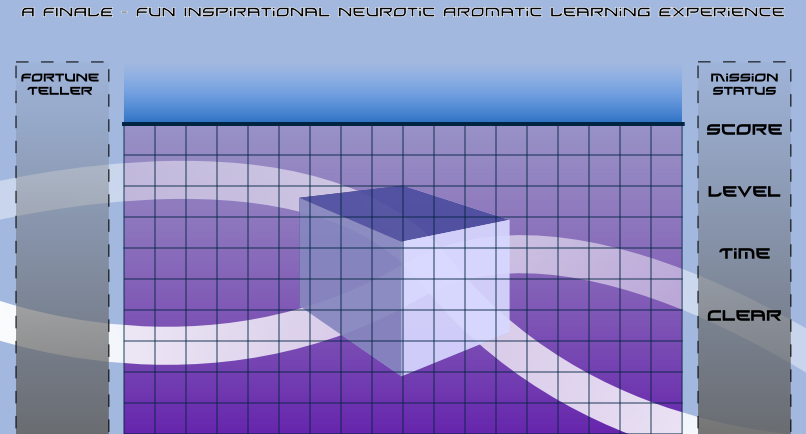 A FINALE - FUN INSPIRATIONAL NEUROTIC AROMATIC LEARNING EXPERIENCE
FORTUNE
TELLER
MISSION
STATUS
SCORE
LEVEL
TIME
CLEAR